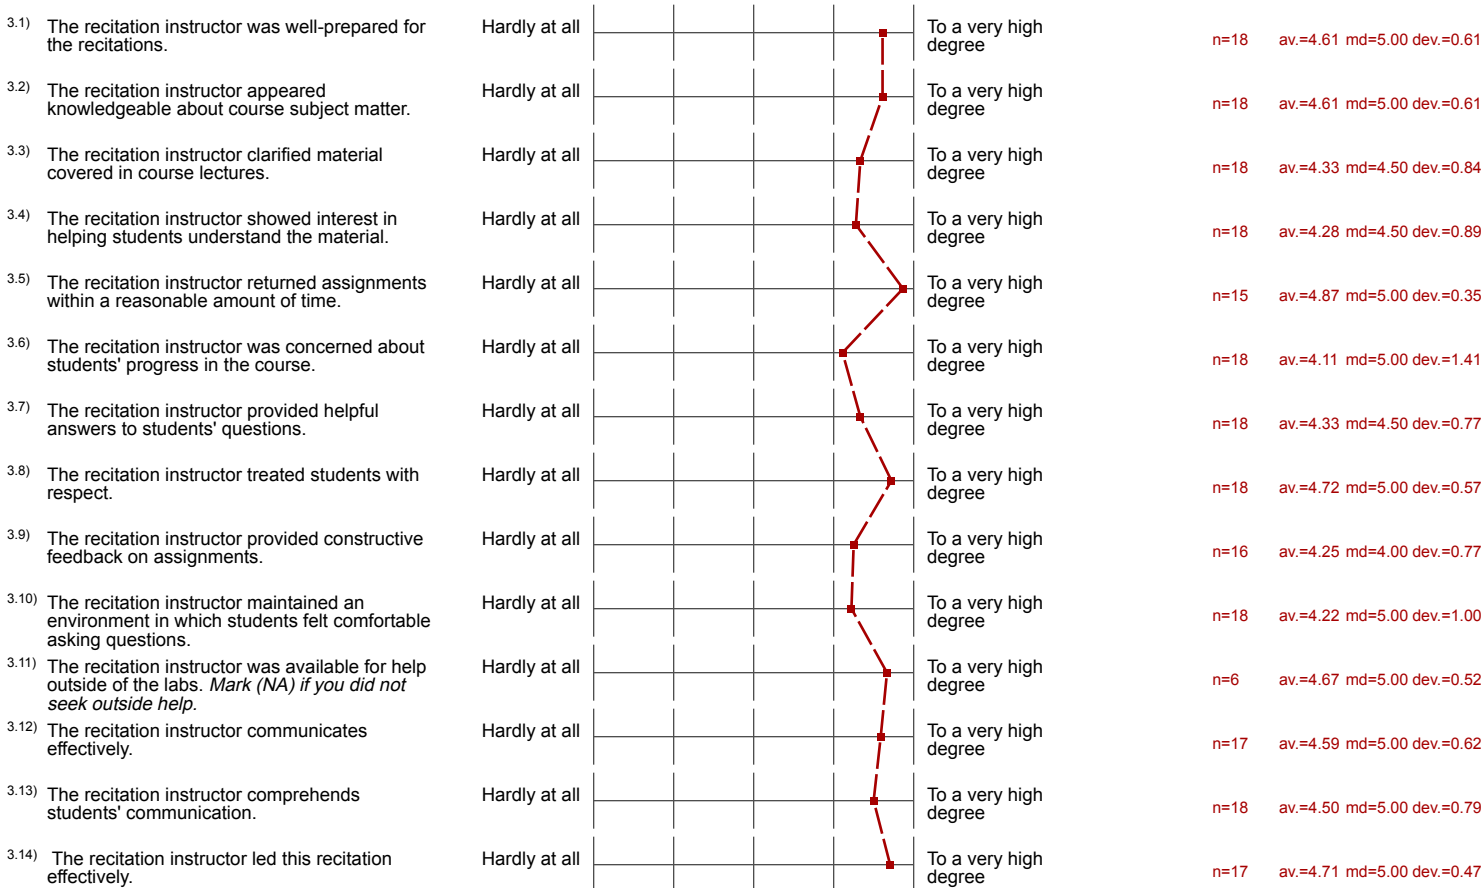 3.1) The recitation instructor was well-prepared for Hardly at all To a very high
the recitations. degree n=18 av.=4.61 md=5.00 dev.=0.61
3.2) The recitation instructor appeared Hardly at all To a very high
knowledgeable about course subject matter. degree n=18 av.=4.61 md=5.00 dev.=0.61
3.3) The recitation instructor clarified material Hardly at all To a very high
covered in course lectures. degree n=18 av.=4.33 md=4.50 dev.=0.84
3.4) The recitation instructor showed interest in Hardly at all To a very high
helping students understand the material. degree n=18 av.=4.28 md=4.50 dev.=0.89
3.5) The recitation instructor returned assignments Hardly at all To a very high
within a reasonable amount of time. degree n=15 av.=4.87 md=5.00 dev.=0.35
3.6) The recitation instructor was concerned about Hardly at all To a very high
students' progress in the course. degree n=18 av.=4.11 md=5.00 dev.=1.41
3.7) The recitation instructor provided helpful Hardly at all To a very high
answers to students' questions. degree n=18 av.=4.33 md=4.50 dev.=0.77
3.8) The recitation instructor treated students with Hardly at all To a very high
respect. degree n=18 av.=4.72 md=5.00 dev.=0.57
3.9) The recitation instructor provided constructive Hardly at all To a very high
feedback on assignments. degree n=16 av.=4.25 md=4.00 dev.=0.77
3.10) The recitation instructor maintained an Hardly at all To a very high
environment in which students felt comfortable degree n=18 av.=4.22 md=5.00 dev.=1.00
asking questions.
3.11) The recitation instructor was available for help Hardly at all To a very high
outside of the labs. Mark (NA) if you did not degree n=6 av.=4.67 md=5.00 dev.=0.52
seek outside help.
3.12) The recitation instructor communicates Hardly at all To a very high
effectively. degree n=17 av.=4.59 md=5.00 dev.=0.62
3.13) The recitation instructor comprehends Hardly at all To a very high
students' communication. degree n=18 av.=4.50 md=5.00 dev.=0.79
3.14) The recitation instructor led this recitation Hardly at all To a very high
effectively. degree n=17 av.=4.71 md=5.00 dev.=0.47